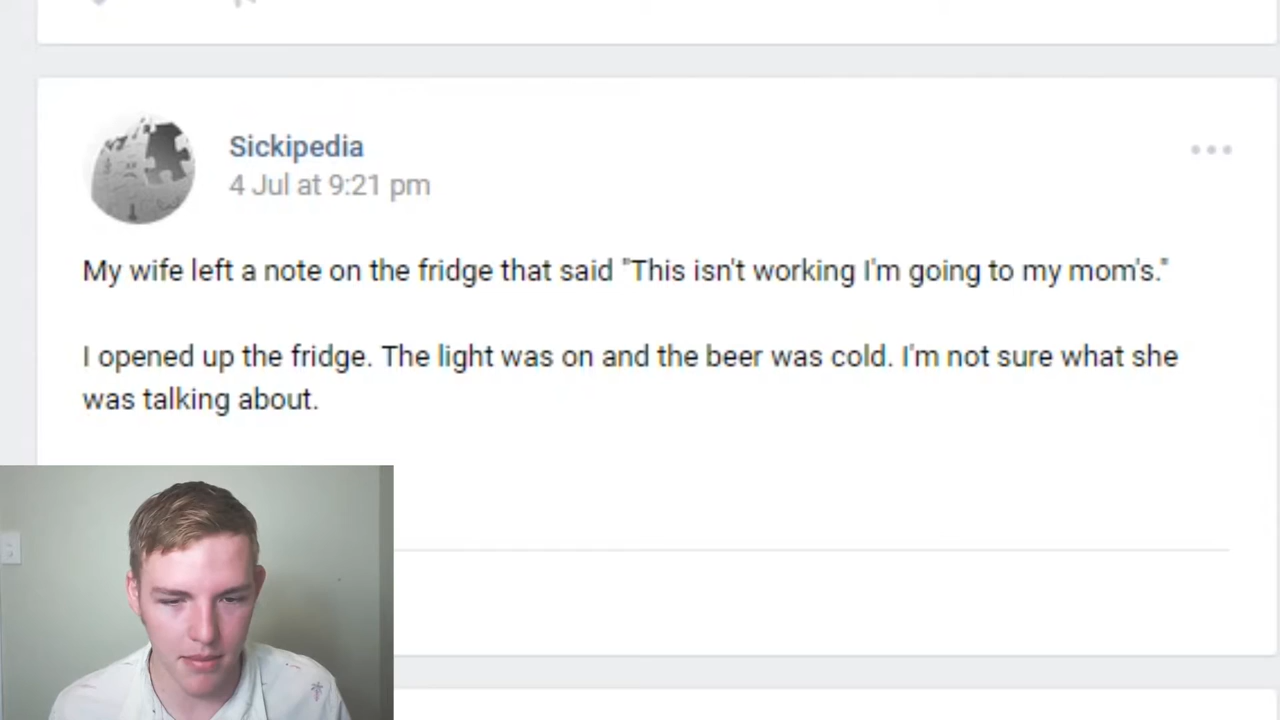 Sickipedia
4 Jul at 9:21 pm
My wife left a note on the fridge that said "This isn't working I'm going to my mom's."
I opened up the fridge. The light was on and the beer was cold. I'm not sure what she
was talking about.